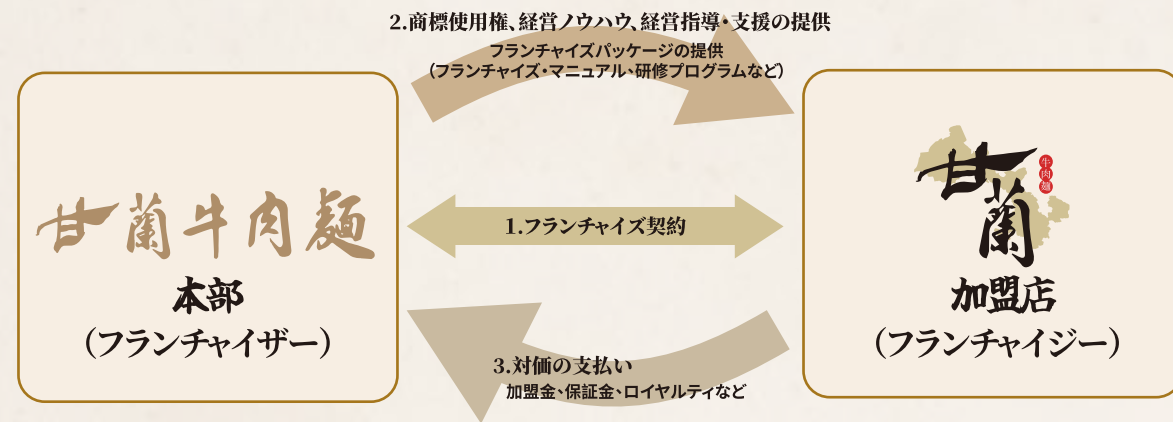 2.商標使用権、経営ノウハウ、経営指導・支援の提供
フランチャイズパッケージの提供
（フランチャイズ・マニュアル、研修プログラムなど）
甘蘭牛肉麺
本部
（フランチャイザー）
1.フランチャイズ契約
甘蘭
牛肉麺
加盟店
（フランチャイジー）
3.対価の支払い
加盟金、保証金、ロイヤルティなど